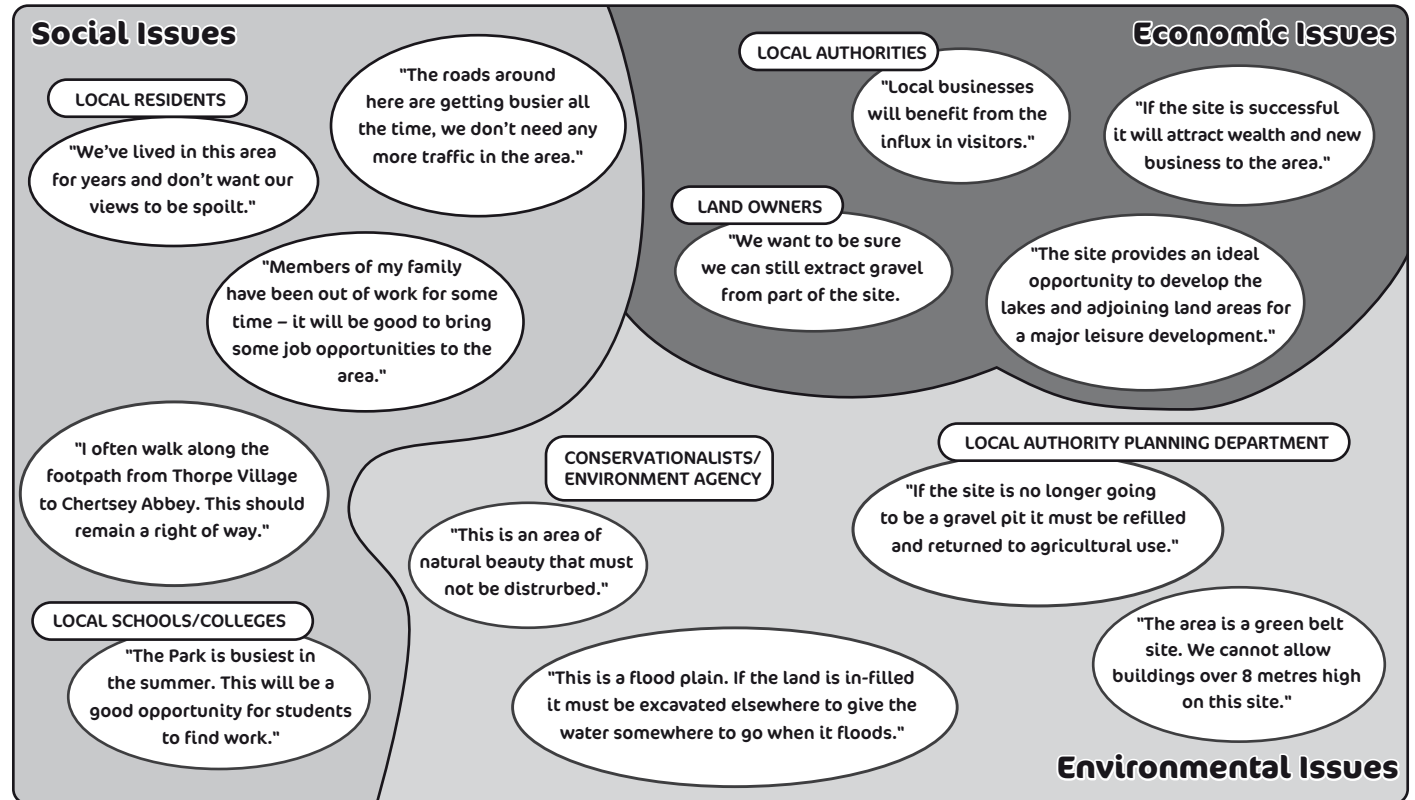 Social Issues
LOCAL RESIDENTS
"We've lived in this area
for years and don't want our
views to be spoilt."
"The roads around
here are getting busier all
the time, we don't need any
more traffic in the area."
"Members of my family
have been out of work for some
time – it will be good to bring
some job opportunities to the
area."
"I often walk along the
footpath from Thorpe Village
to Chertsey Abbey. This should
remain a right of way."
LOCAL SCHOOLS/COLLEGES
"The Park is busiest in
the summer. This will be a
good opportunity for students
to find work."
Economic Issues
LOCAL AUTHORITIES
"Local businesses
will benefit from the
influx in visitors."
"If the site is successful
it will attract wealth and new
business to the area."
LAND OWNERS
"We want to be sure
we can still extract gravel
from part of the site.
"The site provides an ideal
opportunity to develop the
lakes and adjoining land areas for
a major leisure development."
CONSERVATIONALISTS/
ENVIRONMENT AGENCY
"This is an area of
natural beauty that must
not be distrurbed."
"This is a flood plain. If the land is in-filled
it must be excavated elsewhere to give the
water somewhere to go when it floods."
LOCAL AUTHORITY PLANNING DEPARTMENT
"If the site is no longer going
to be a gravel pit it must be refilled
and returned to agricultural use."
"The area is a green belt
site. We cannot allow
buildings over 8 metres high
on this site."
Environmental Issues